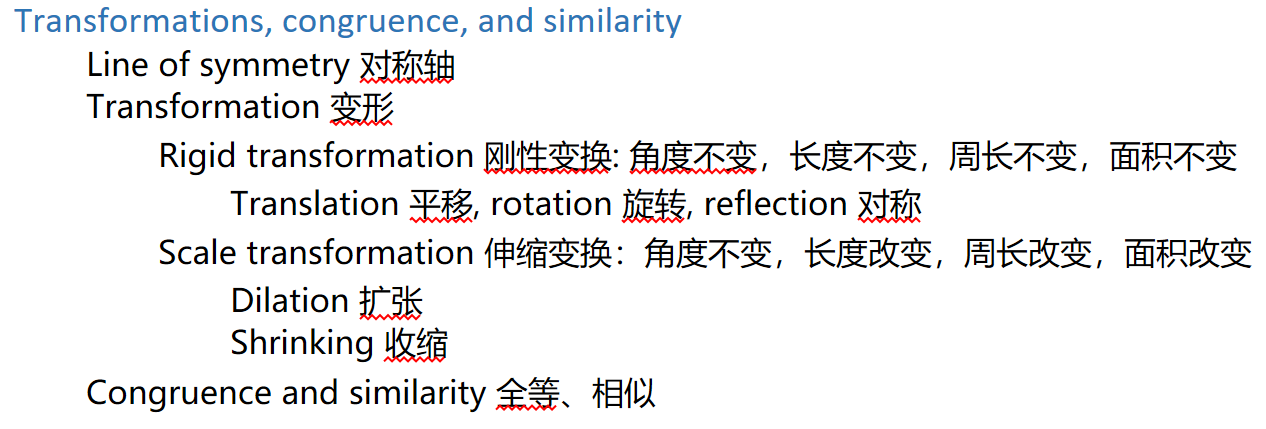 Transformations, congruence, and similarity
Line of symmetry 对称轴
Transformation 变形
Rigid transformation 刚性变换: 角度不变，长度不变，周长不变，面积不变
Translation 平移, rotation 旋转, reflection 对称
Scale transformation 伸缩变换：角度不变，长度改变，周长改变，面积改变
Dilation 扩张
Shrinking 收缩
Congruence and similarity 全等、相似